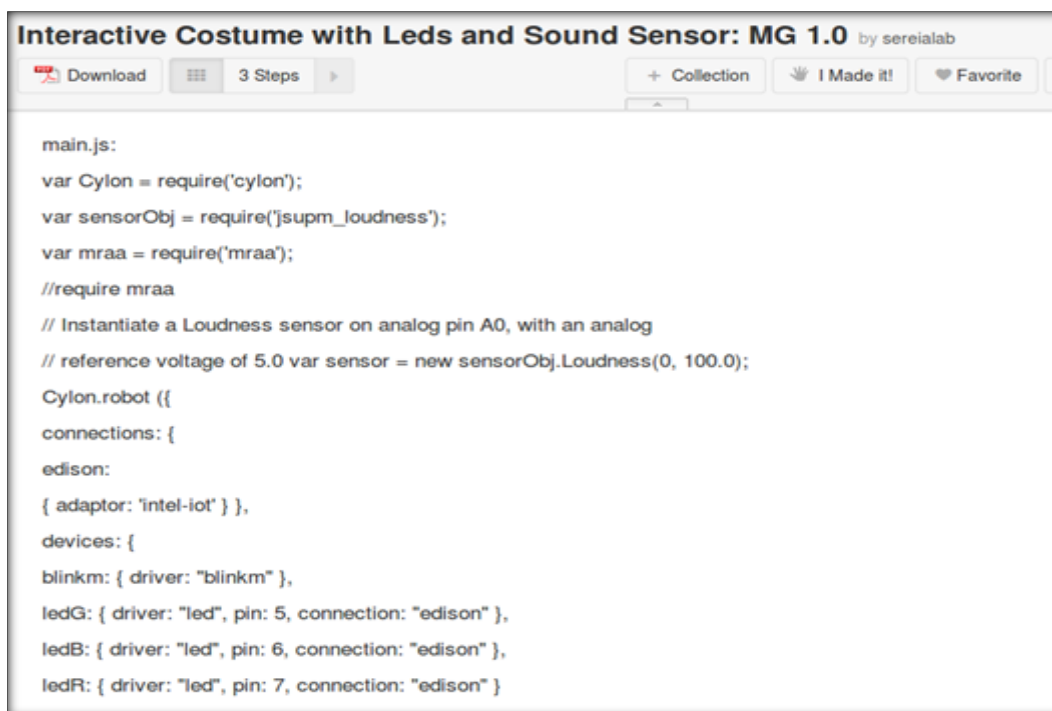 Interactive Costume with Leds and Sound Sensor: MG 1.0 by sereialab
PDF Download 3 Steps + Collection I Made it! Favorite
main.js:
var Cylon = require('cylon');
var sensorObj = require('jsupm_loudness');
var mraa = require('mraa');
//require mraa
// Instantiate a Loudness sensor on analog pin A0, with an analog
// reference voltage of 5.0 var sensor = new sensorObj.Loudness(0, 100.0);
Cylon.robot ({
connections: {
edison:
{ adaptor: 'intel-iot' } },
devices: {
blinkm: { driver: "blinkm" },
ledG: { driver: "led", pin: 5, connection: "edison" },
ledB: { driver: "led", pin: 6, connection: "edison" },
ledR: { driver: "led", pin: 7, connection: "edison" }